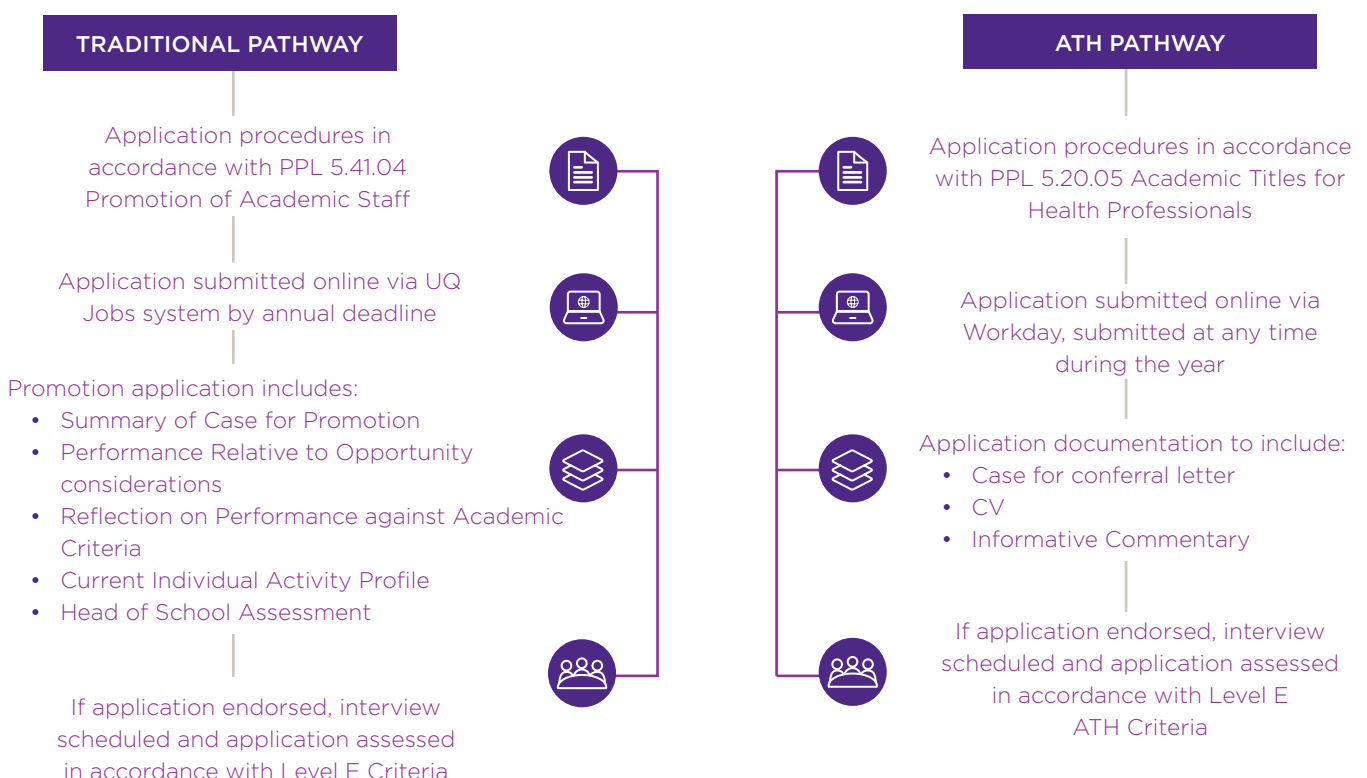 TRADITIONAL PATHWAY
Application procedures in
accordance with PPL 5.41.04
Promotion of Academic Staff
Application submitted online via UQ
Jobs system by annual deadline
Promotion application includes:
• Summary of Case for Promotion
• Performance Relative to Opportunity
considerations
• Reflection on Performance against Academic
Criteria
• Current Individual Activity Profile
• Head of School Assessment
If application endorsed, interview
scheduled and application assessed
in accordance with Level E Criteria
ATH PATHWAY
Application procedures in accordance
with PPL 5.20.05 Academic Titles for
Health Professionals
Application submitted online via
Workday, submitted at any time
during the year
Application documentation to include:
• Case for conferral letter
• CV
• Informative Commentary
If application endorsed, interview
scheduled and application assessed
in accordance with Level E
ATH Criteria